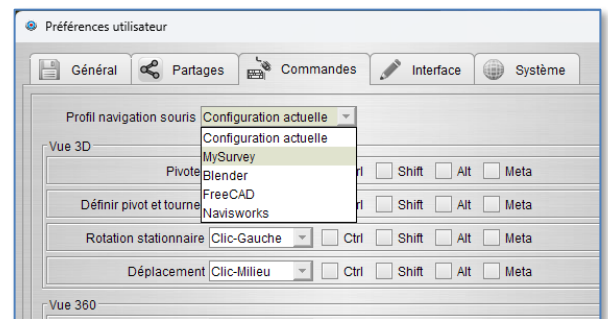 Préférences utilisateur
Général Partages Commandes Interface Système
Profil navigation souris Configuration actuelle
Configuration actuelle
Vue 3D
MySurvey
Pivote Shift Alt Meta
Blender
FreeCAD
Définir pivot et tourne Shift Alt Meta
Navisworks
Rotation stationnaire Clic-Gauche Ctrl Shift Alt Meta
Déplacement Clic-Milieu Ctrl Shift Alt Meta
Vue 360